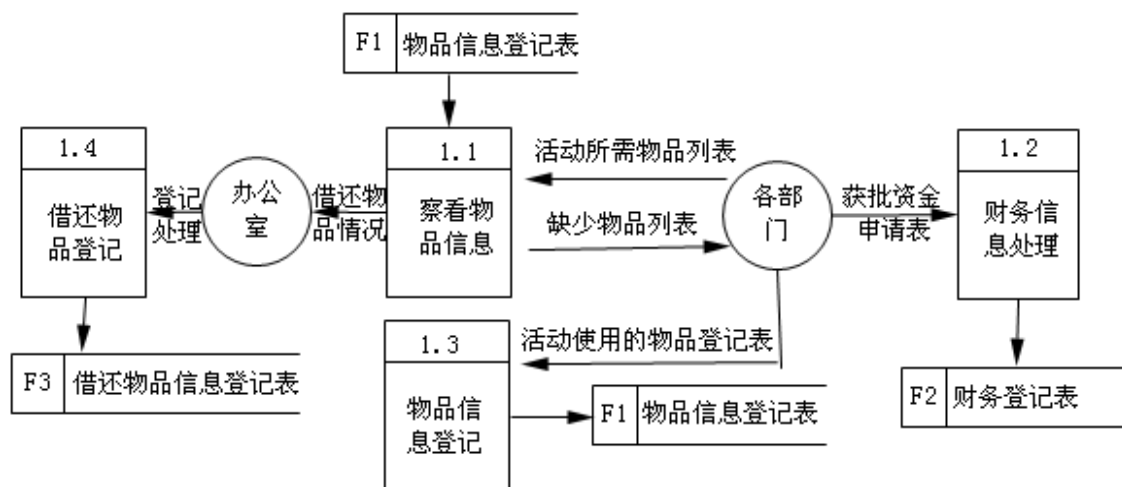 F1 物品信息登记表
1.4
借还物
品登记
登记
处理
办公
室
借还物
品情况
1.1
察看物
品信息
活动所需物品列表
缺少物品列表
各部
门
获批资金
申请表
1.2
财务信
息处理
F3 借还物品信息登记表
1.3
物品信
息登记
活动使用的物品登记表
F1 物品信息登记表
F2 财务登记表